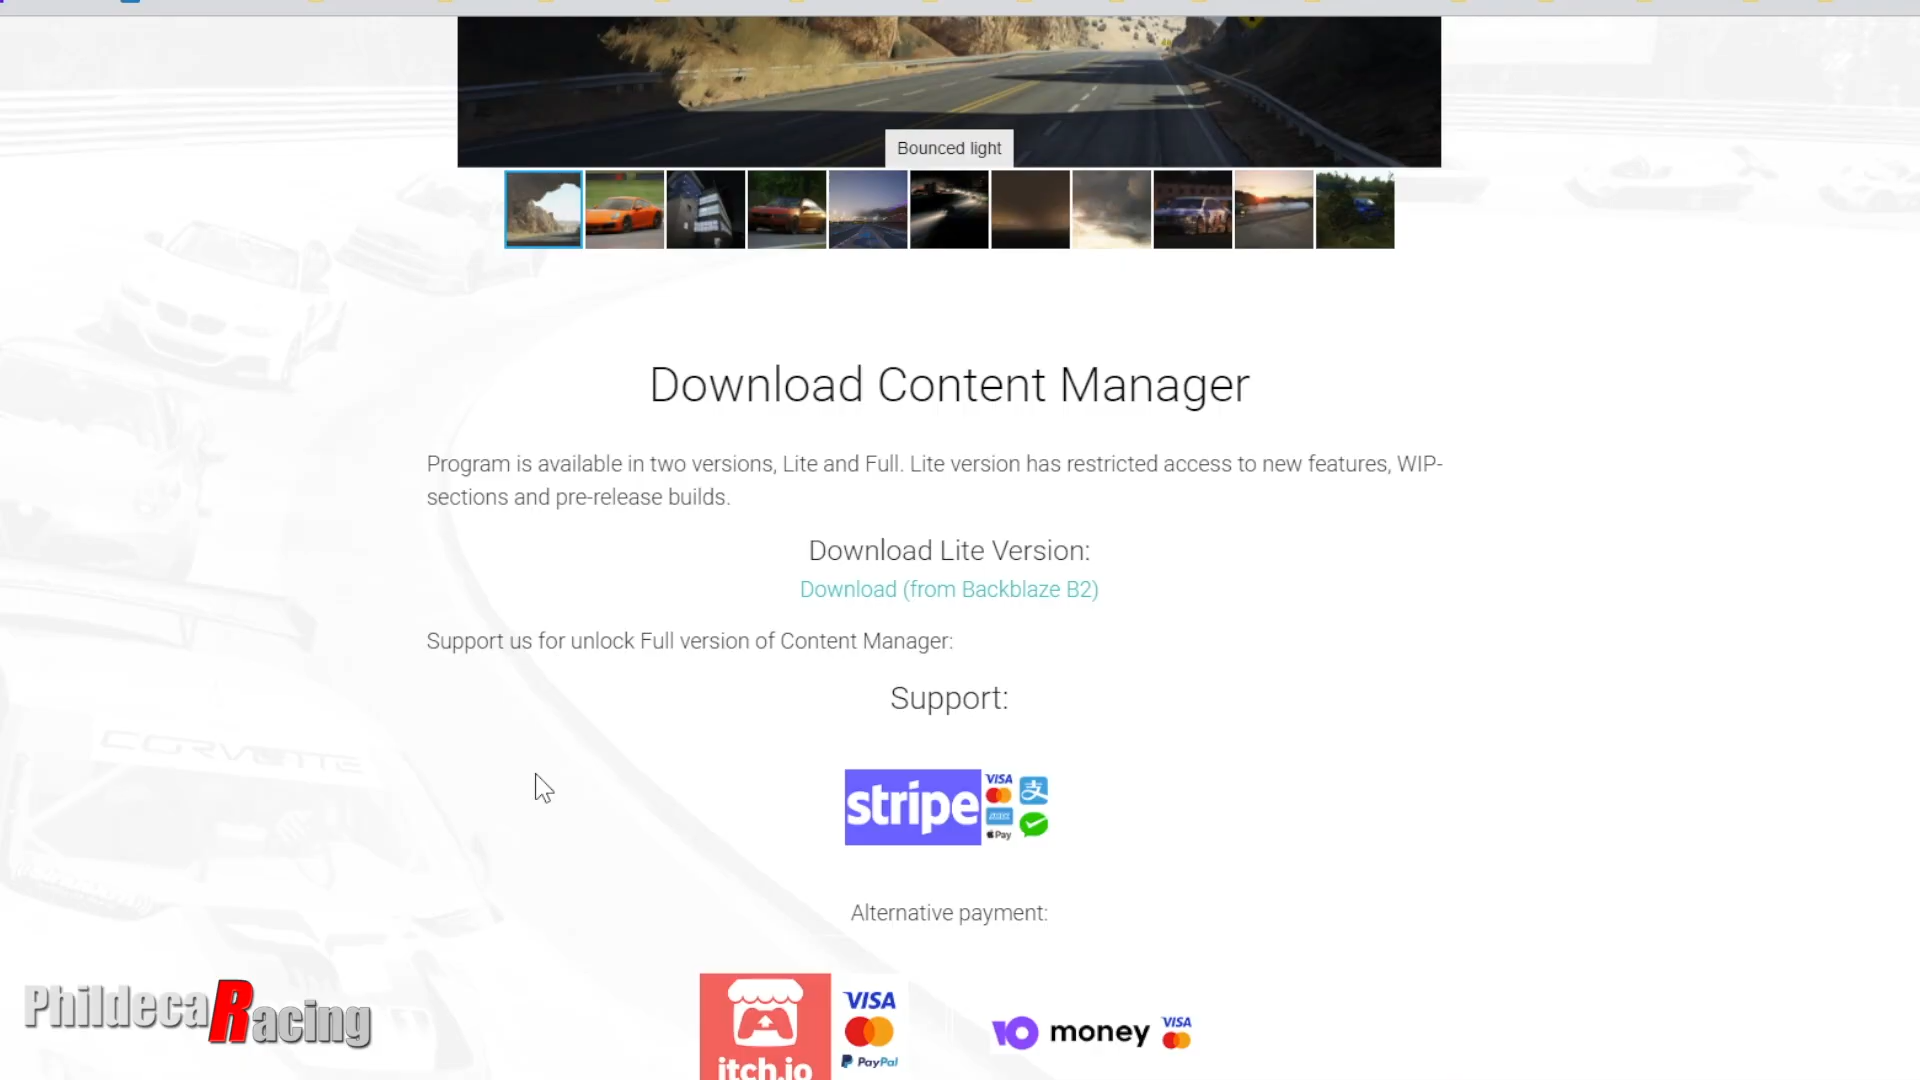 Bounced light
Download Content Manager
Program is available in two versions, Lite and Full. Lite version has restricted access to new features, WIP-
sections and pre-release builds.
Download Lite Version:
Download (from Backblaze B2)
Support us for unlock Full version of Content Manager:
Support:
CORVETTE
stripe
VISA
支
Pay
Alternative payment:
PhildecaRacing
itch.io
VISA
PayPal
money
VISA